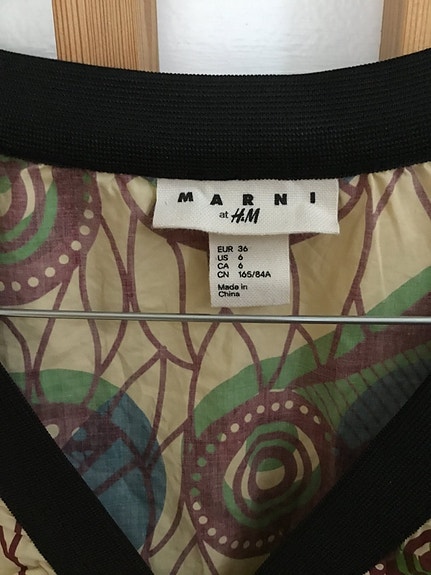 MARNI
at H&M
EUR 36
US 6
CA 6
CN 165/84A
Made in
China